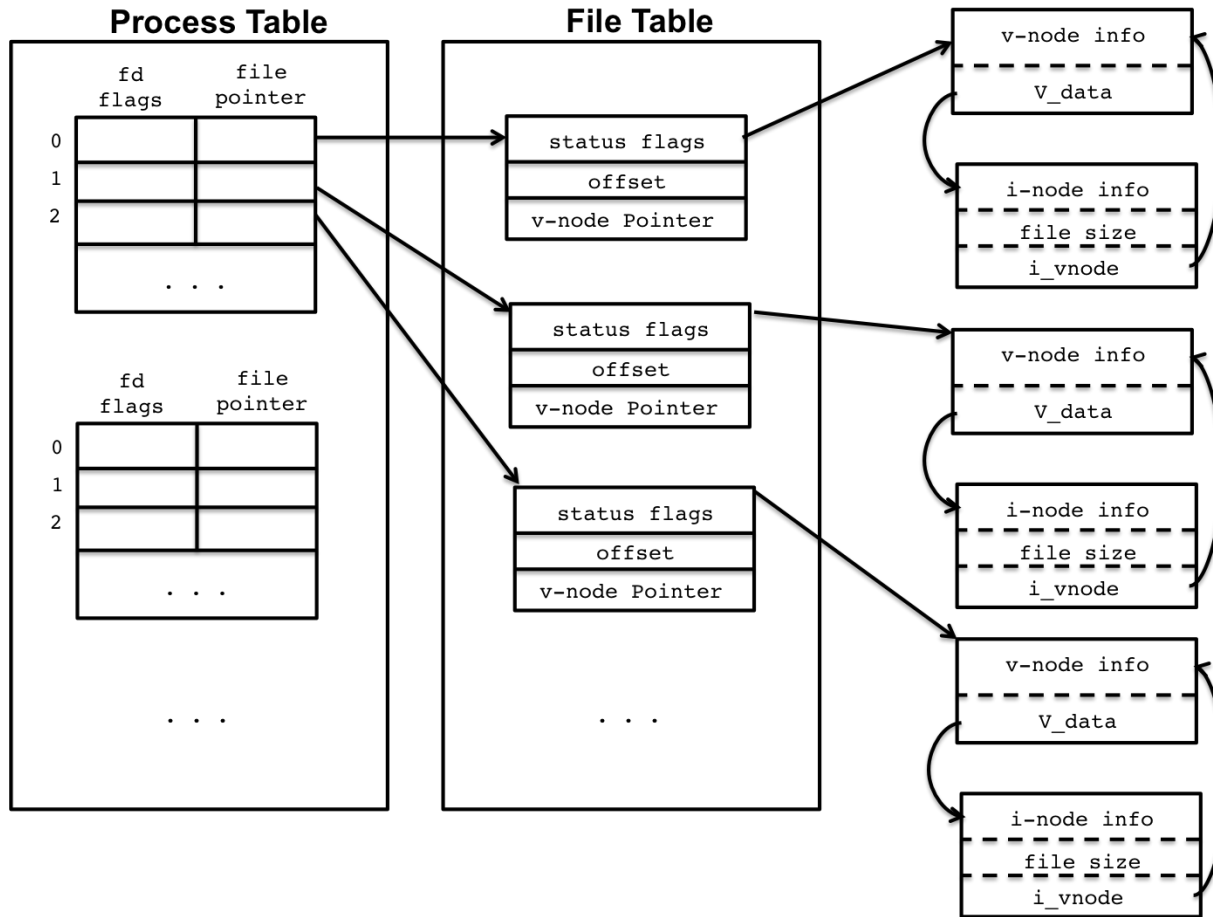 Process Table
fd
flags
file
pointer
0
1
2
. . .
fd
flags
file
pointer
0
1
2
. . .
. . .
File Table
status flags
offset
v-node Pointer
status flags
offset
v-node Pointer
status flags
offset
v-node Pointer
. . .
v-node info
V_data
i-node info
file size
i_vnode
v-node info
V_data
i-node info
file size
i_vnode
v-node info
V_data
i-node info
file size
i_vnode